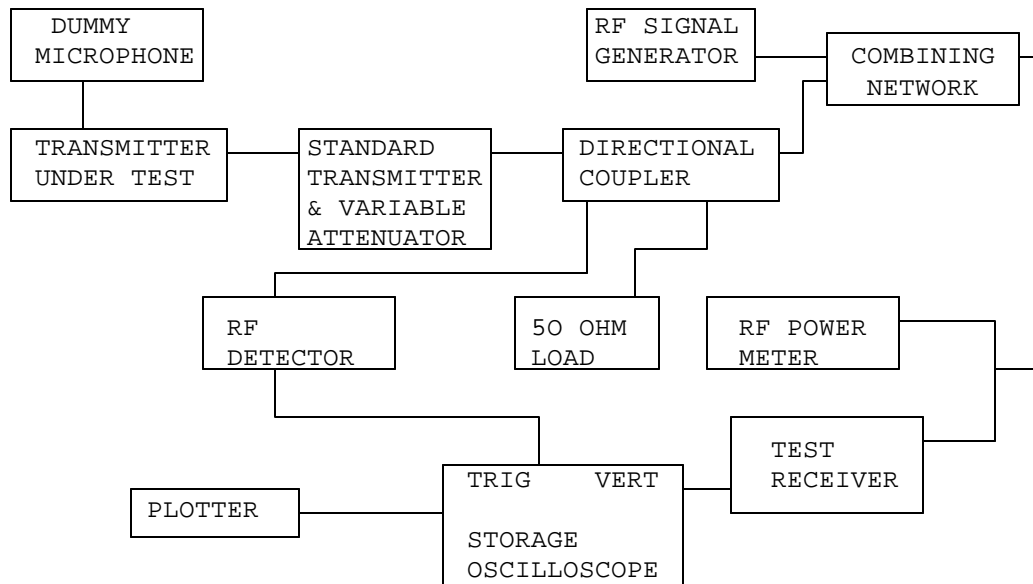 DUMMY
MICROPHONE
RF SIGNAL
GENERATOR
COMBINING
NETWORK
TRANSMITTER
UNDER TEST
STANDARD
TRANSMITTER
& VARIABLE
ATTENUATOR
DIRECTIONAL
COUPLER
RF
DETECTOR
50 OHM
LOAD
RF POWER
METER
TEST
RECEIVER
TRIG VERT
STORAGE
OSCILLOSCOPE
PLOTTER